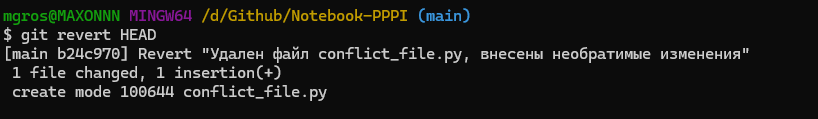 mgros@MAXONNN MINGW64 /d/Github/Notebook-PPPI (main)
$ git revert HEAD
[main b24c970] Revert "Удален файл conflict_file.py, внесены необратимые изменения"
 1 file changed, 1 insertion(+)
 create mode 100644 conflict_file.py